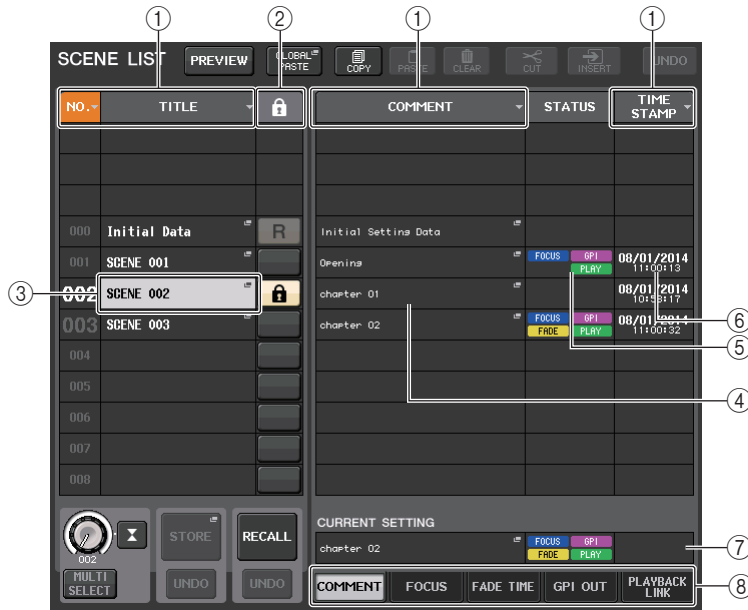 ① ② ① ①
SCENE LIST PREVIEW GLOBAL PASTE COPY PASTE CLEAR CUT INSERT UNDO
NO. TITLE COMMENT STATUS TIME STAMP
000 Initial Data R Initial Setting Data
001 SCENE 001 Opening FOCUS GPI PLAY 08/01/2014 11:00:13
③ 002 SCENE 002 chapter 01 08/01/2014 10:58:17
003 SCENE 003 chapter 02 FOCUS GPI FADE PLAY 08/01/2014 11:00:32 ⑥
004 ⑤
005
006 ④
007
008
CURRENT SETTING
002 STORE RECALL chapter 02 FOCUS GPI FADE PLAY ⑦
MULTI SELECT UNDO UNDO COMMENT FOCUS FADE TIME GPI OUT PLAYBACK LINK ⑧